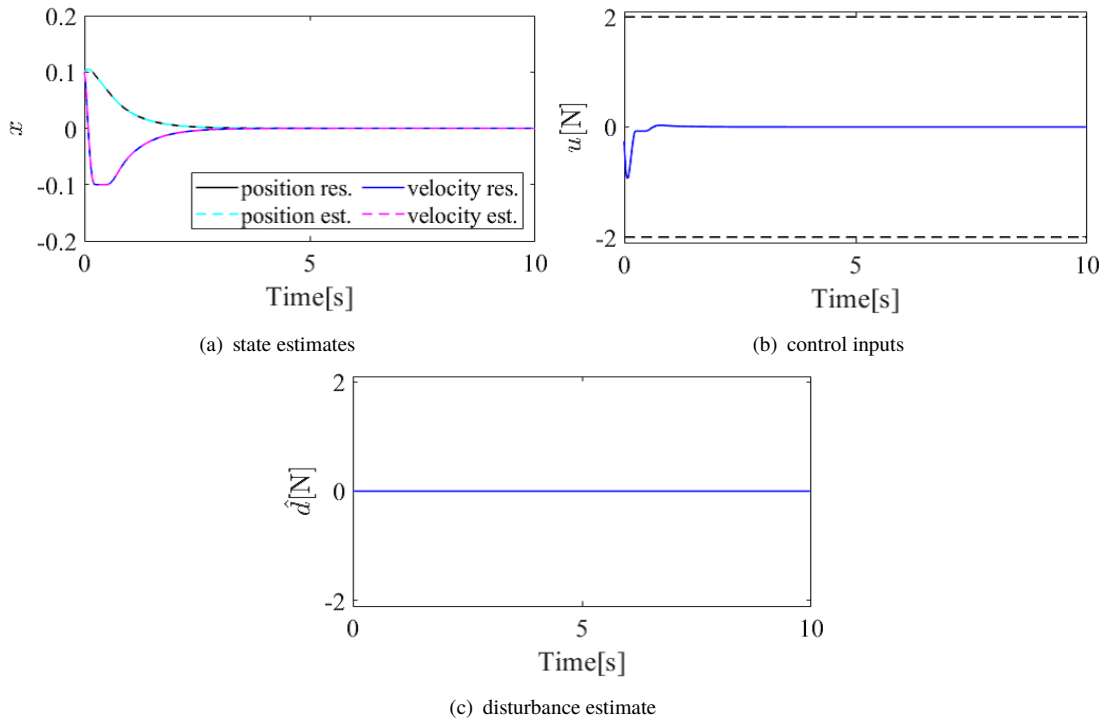 0.2
0.1
0
-0.1
-0.2
x
position res.
velocity res.
position est.
velocity est.
0
5
10
Time[s]
(a) state estimates
2
0
-2
u[N]
0
5
10
Time[s]
(b) control inputs
2
0
-2
d̂[N]
0
5
10
Time[s]
(c) disturbance estimate